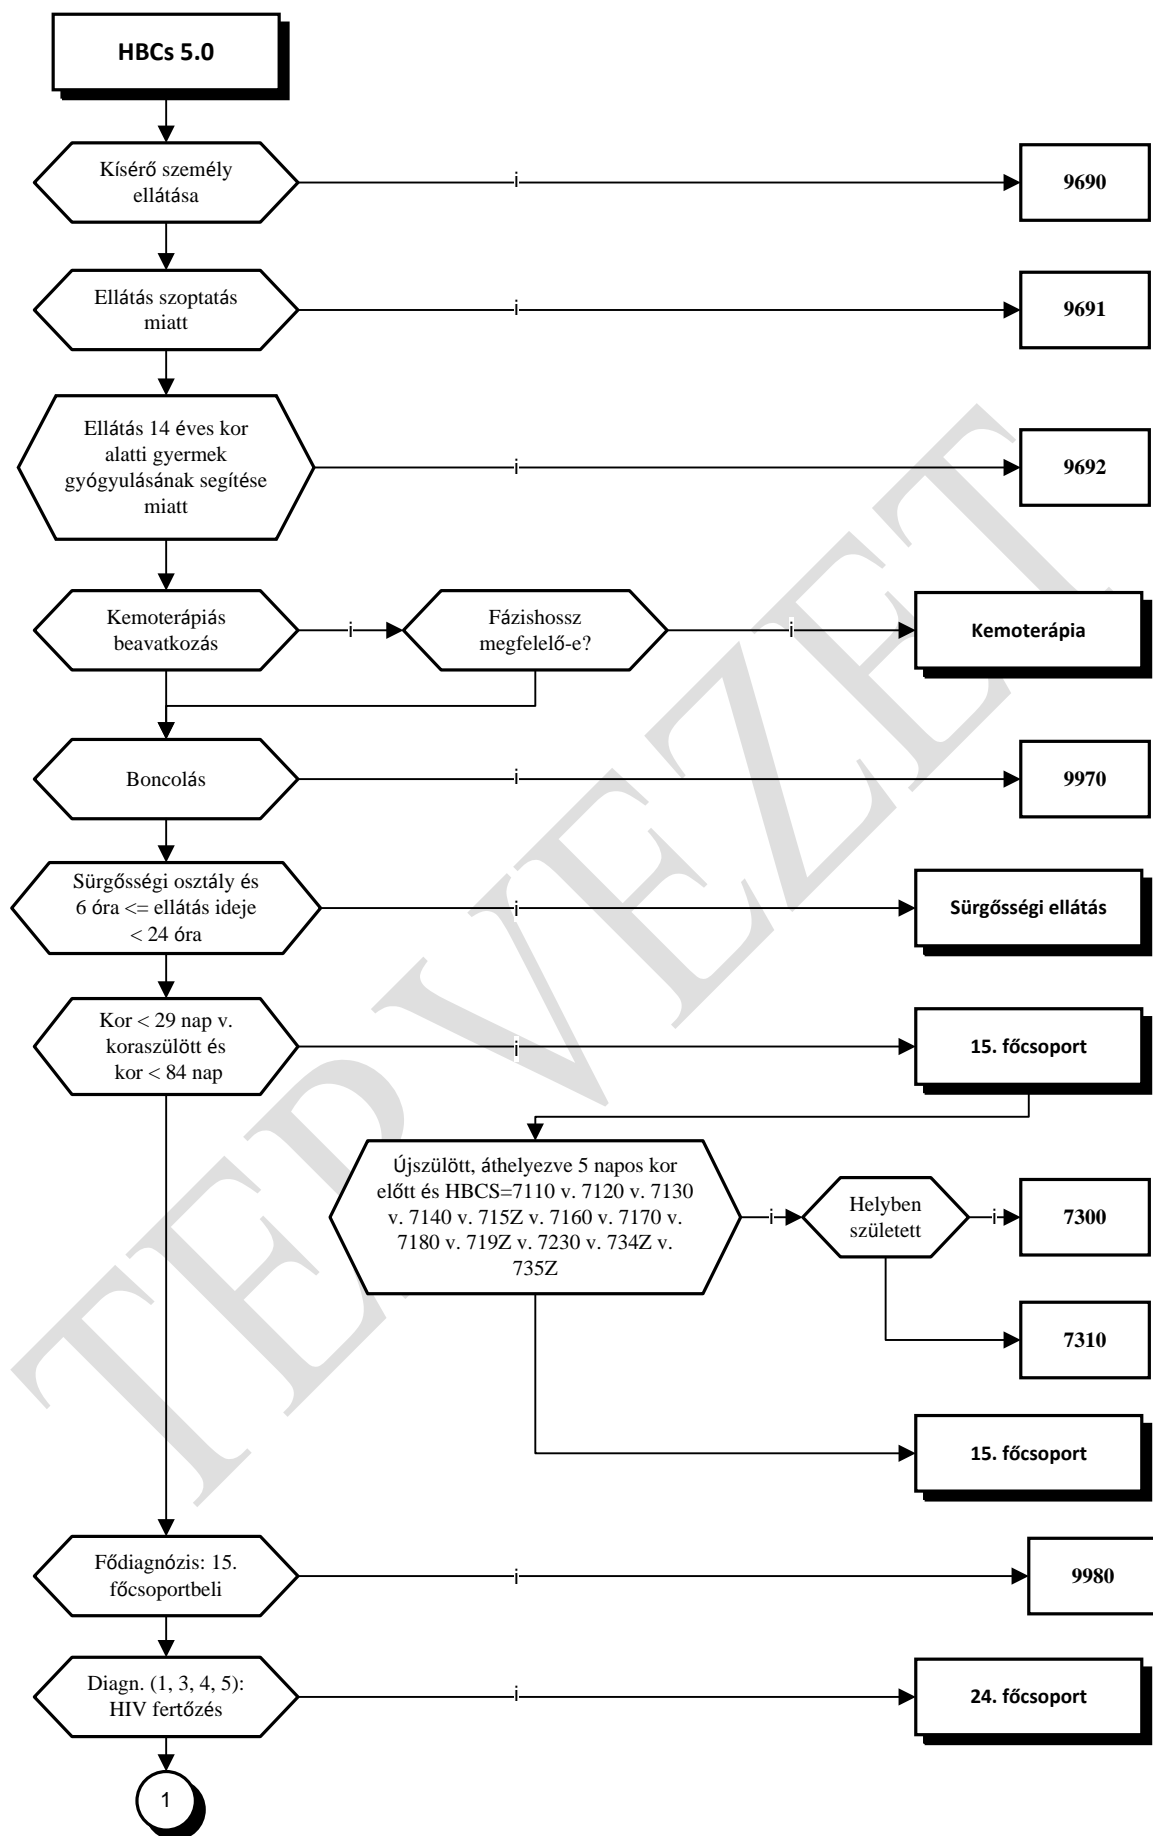 HBCs 5.0
Kísérő személy
ellátása
i
9690
Ellátás szoptatás
miatt
i
9691
Ellátás 14 éves kor
alatti gyermek
gyógyulásának segítése
miatt
i
9692
Kemoterápiás
beavatkozás
i
Fázishossz
megfelelő-e?
i
Kemoterápia
Boncolás
i
9970
Sürgősségi osztály és
6 óra <= ellátás ideje
< 24 óra
i
Sürgősségi ellátás
Kor < 29 nap v.
koraszülött és
kor < 84 nap
i
15. főcsoport
Újszülött, áthelyezve 5 napos kor
előtt és HBCS=7110 v. 7120 v. 7130
v. 7140 v. 715Z v. 7160 v. 7170 v.
7180 v. 719Z v. 7230 v. 734Z v.
735Z
i
Helyben
született
i
7300
7310
15. főcsoport
Fődiagnózis: 15.
főcsoportbeli
i
9980
Diagn. (1, 3, 4, 5):
HIV fertőzés
i
24. főcsoport
1
TERVEZET